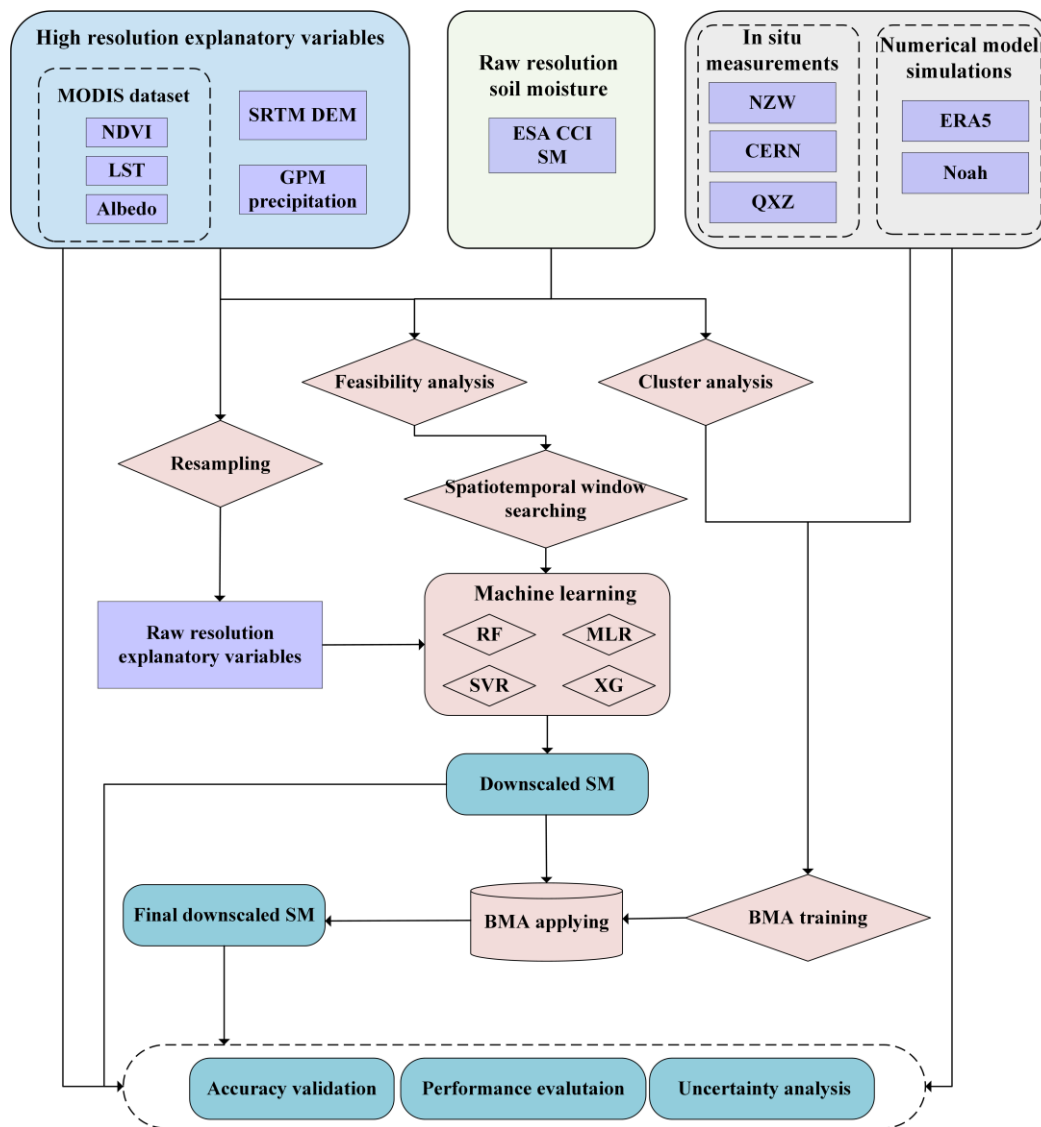 High resolution explanatory variables
MODIS dataset
NDVI
LST
Albedo
SRTM DEM
GPM
precipitation
Raw resolution
soil moisture
ESA CCI
SM
In situ
measurements
NZW
CERN
QXZ
Numerical model
simulations
ERA5
Noah
Feasibility analysis
Cluster analysis
Resampling
Spatiotemporal window
searching
Raw resolution
explanatory variables
Machine learning
RF
MLR
SVR
XG
Downscaled SM
Final downscaled SM
BMA applying
BMA training
Accuracy validation
Performance evalutaion
Uncertainty analysis